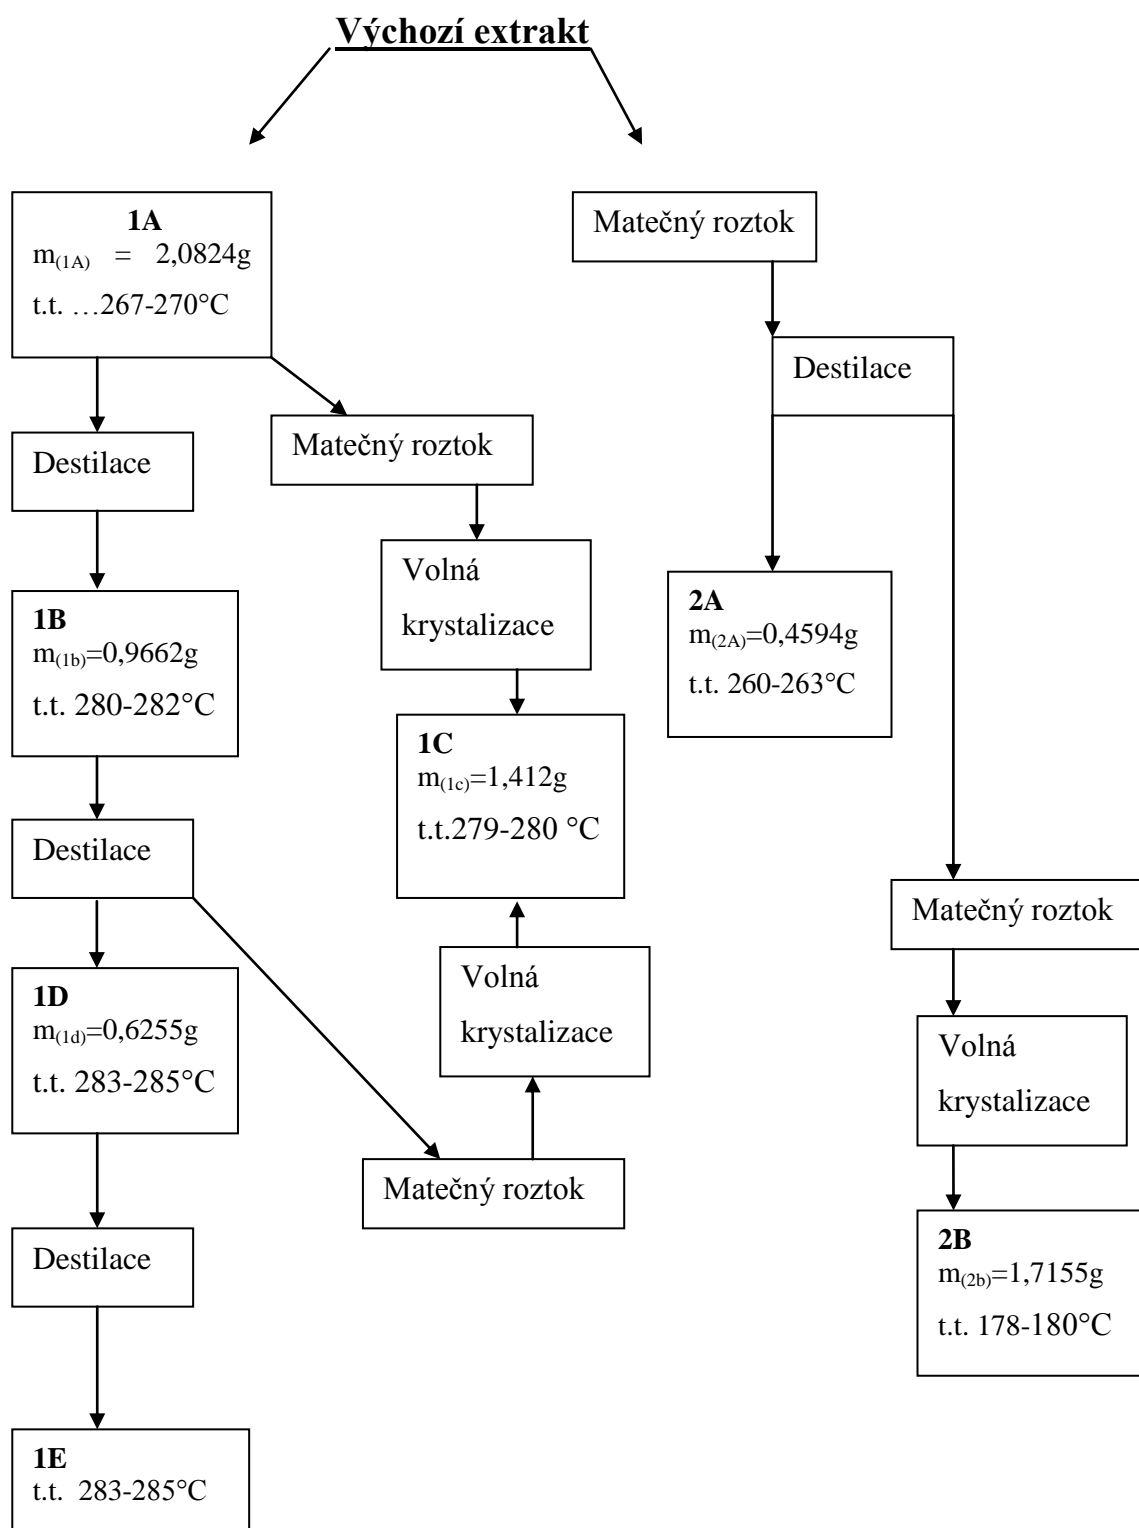 Výchozí extrakt
1A
m(1A) = 2,0824g
t.t. …267-270°C
Matečný roztok
Destilace
Matečný roztok
Destilace
Volná
krystalizace
1B
m(1b)=0,9662g
t.t. 280-282°C
2A
m(2A)=0,4594g
t.t. 260-263°C
1C
m(1c)=1,412g
t.t.279-280 °C
Destilace
Matečný roztok
Volná
krystalizace
1D
m(1d)=0,6255g
t.t. 283-285°C
Volná
krystalizace
Matečný roztok
Destilace
2B
m(2b)=1,7155g
t.t. 178-180°C
1E
t.t. 283-285°C